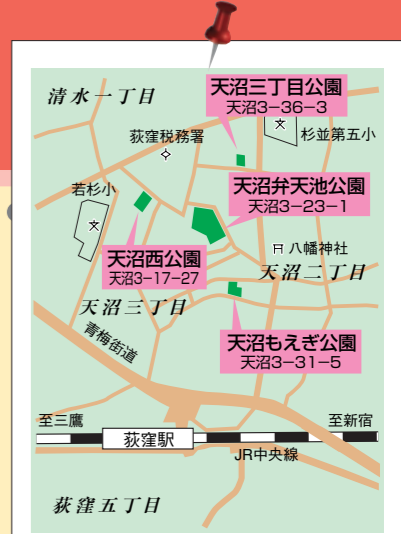 清水一丁目
天沼三丁目公園
天沼3-36-3
文
杉並第五小
荻窪税務署
若杉小
文
天沼弁天池公園
天沼3-23-1
八幡神社
天沼西公園
天沼3-17-27
天沼二丁目
天沼三丁目
天沼もえぎ公園
天沼3-31-5
青梅街道
至三鷹
至新宿
荻窪駅
JR中央線
荻窪五丁目